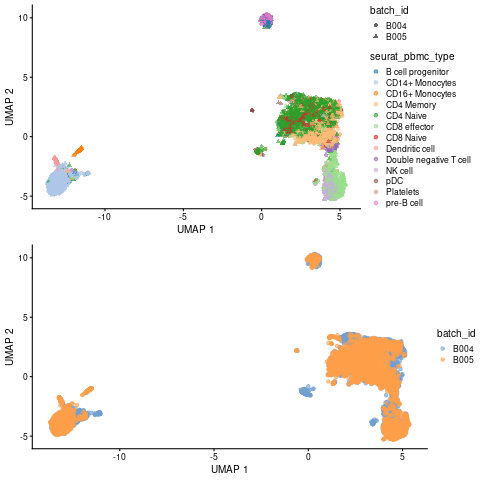 batch_id
B004
B005
seurat_pbmc_type
B cell progenitor
CD14+ Monocytes
CD16+ Monocytes
CD4 Memory
CD4 Naive
CD8 effector
CD8 Naive
Dendritic cell
Double negative T cell
NK cell
pDC
Platelets
pre-B cell
UMAP 2
10
5
0
-5
-10
-5
0
5
UMAP 1
UMAP 2
10
5
0
-5
-10
0
5
UMAP 1
batch_id
B004
B005